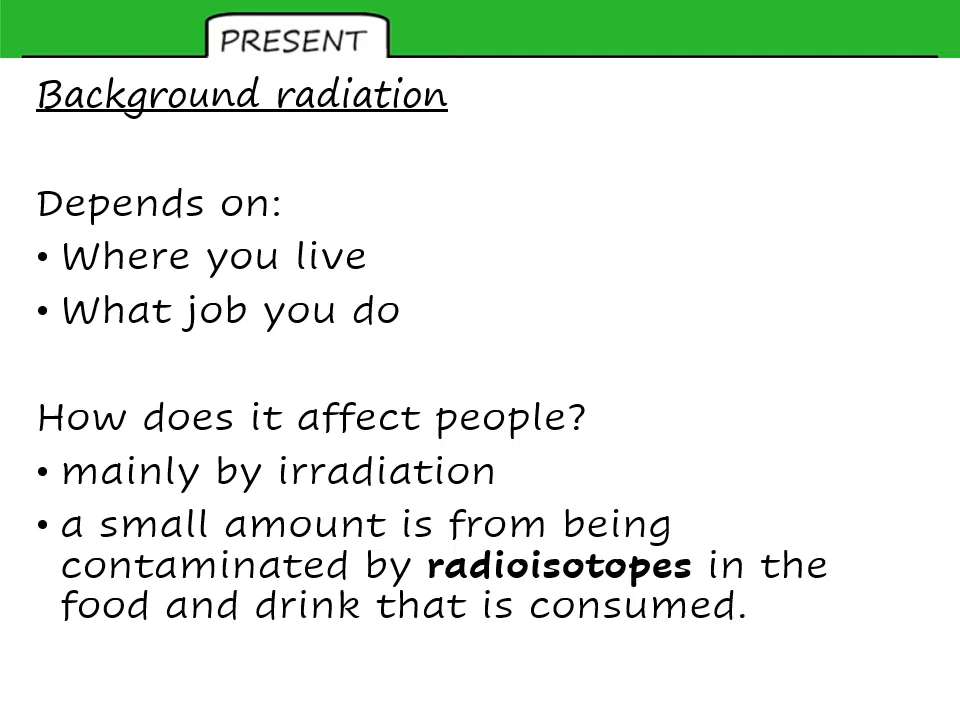 PRESENT
Background radiation
Depends on:
• Where you live
• What job you do
How does it affect people?
• mainly by irradiation
• a small amount is from being
contaminated by radioisotopes in the
food and drink that is consumed.